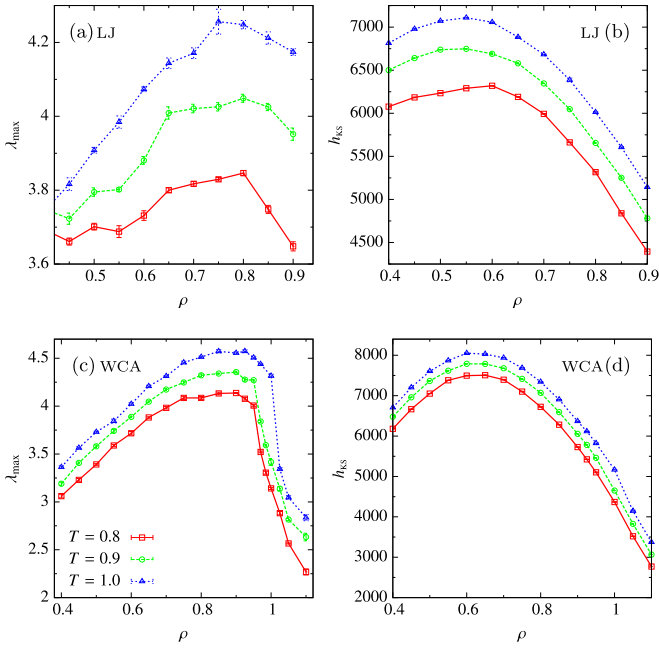 (a) LJ
4.2
4
3.8
3.6
λmax
0.5 0.6 0.7 0.8 0.9
ρ
LJ (b)
7000
6500
6000
5500
5000
4500
hKS
0.4 0.5 0.6 0.7 0.8 0.9
ρ
(c) WCA
4.5
4
3.5
3
2.5
2
λmax
T = 0.8
T = 0.9
T = 1.0
0.4 0.6 0.8 1
ρ
WCA (d)
8000
7000
6000
5000
4000
3000
2000
hKS
0.4 0.6 0.8 1
ρ